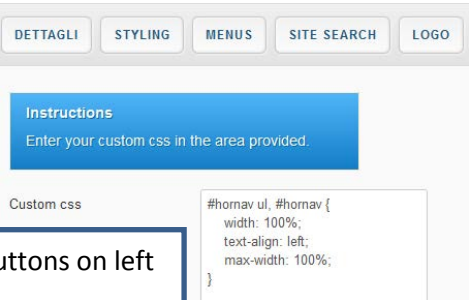 DETTAGLI STYLING MENUS SITE SEARCH LOGO
Instructions
Enter your custom css in the area provided.
Custom css
#hornav ul, #hornav {
width: 100%;
text-align: left;
max-width: 100%;
}
on left